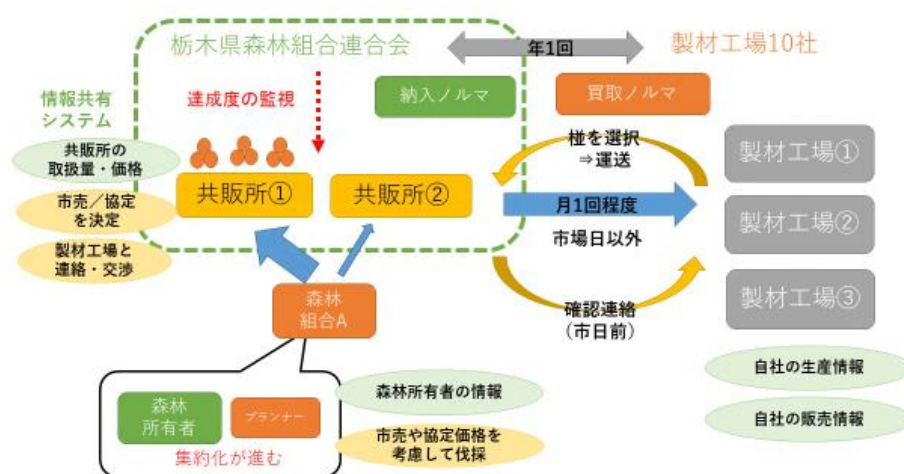 栃木県森林組合連合会
年1回
製材工場10社
情報共有
システム
達成度の監視
納入ノルマ
買取ノルマ
共販所の
取扱量・価格
市売／協定
を決定
製材工場と
連絡・交渉
共販所①
共販所②
椪を選択
⇒運送
月1回程度
市場日以外
確認連絡
(市日前)
製材工場①
製材工場②
製材工場③
森林
組合A
森林
所有者
プランナー
集約化が進む
森林所有者の情報
市売や協定価格を
考慮して伐採
自社の生産情報
自社の販売情報